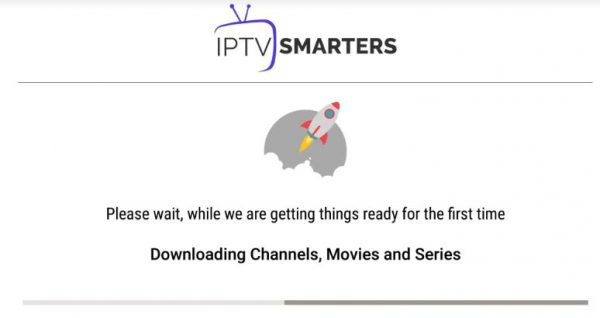 IPTV SMARTERS
Please wait, while we are getting things ready for the first time
Downloading Channels, Movies and Series